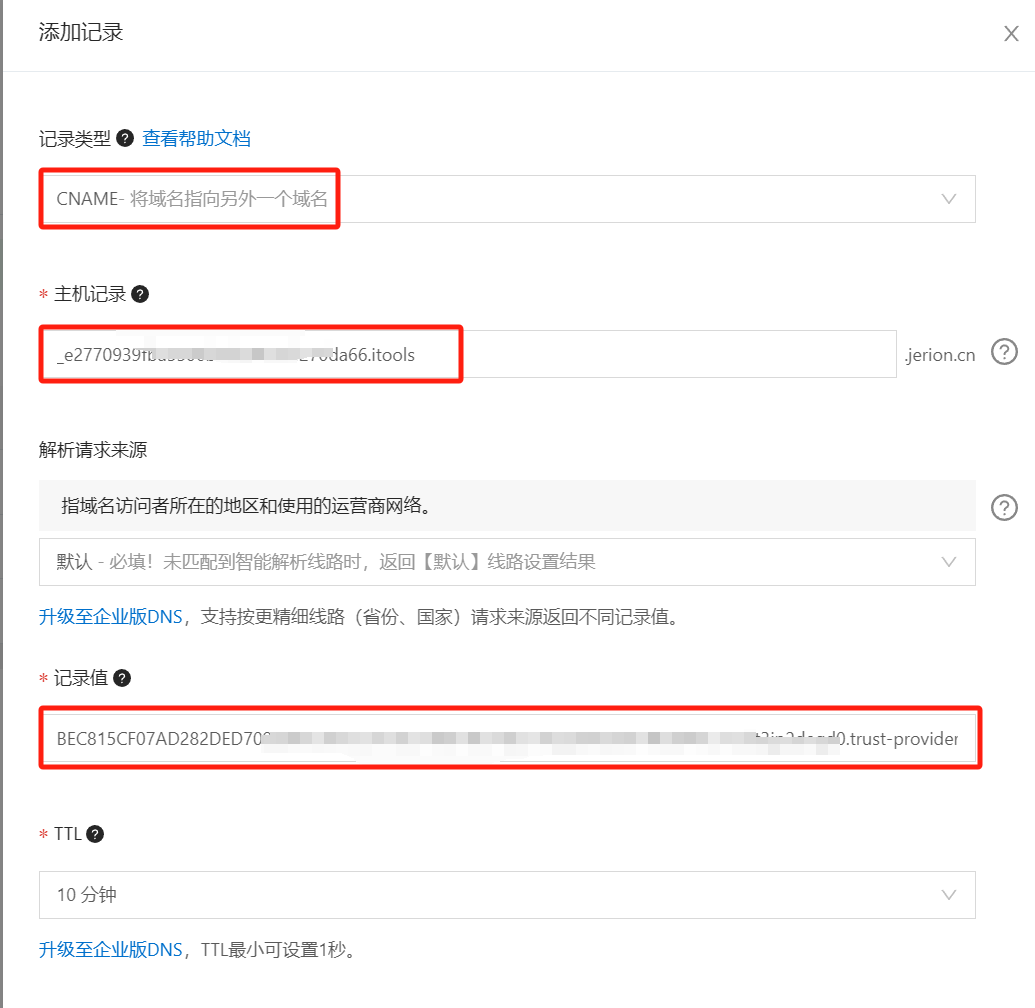 添加记录
记录类型 ? 查看帮助文档
CNAME- 将域名指向另外一个域名
* 主机记录 ?
_e2770939 da66.itools .jerion.cn ?
解析请求来源
指域名访问者所在的地区和使用的运营商网络。 ?
默认 - 必填！未匹配到智能解析线路时，返回【默认】线路设置结果
升级至企业版DNS，支持按更精细线路（省份、国家）请求来源返回不同记录值。
* 记录值 ?
BEC815CF07AD282DED70 .trust-provider
* TTL ?
10 分钟
升级至企业版DNS，TTL最小可设置1秒。